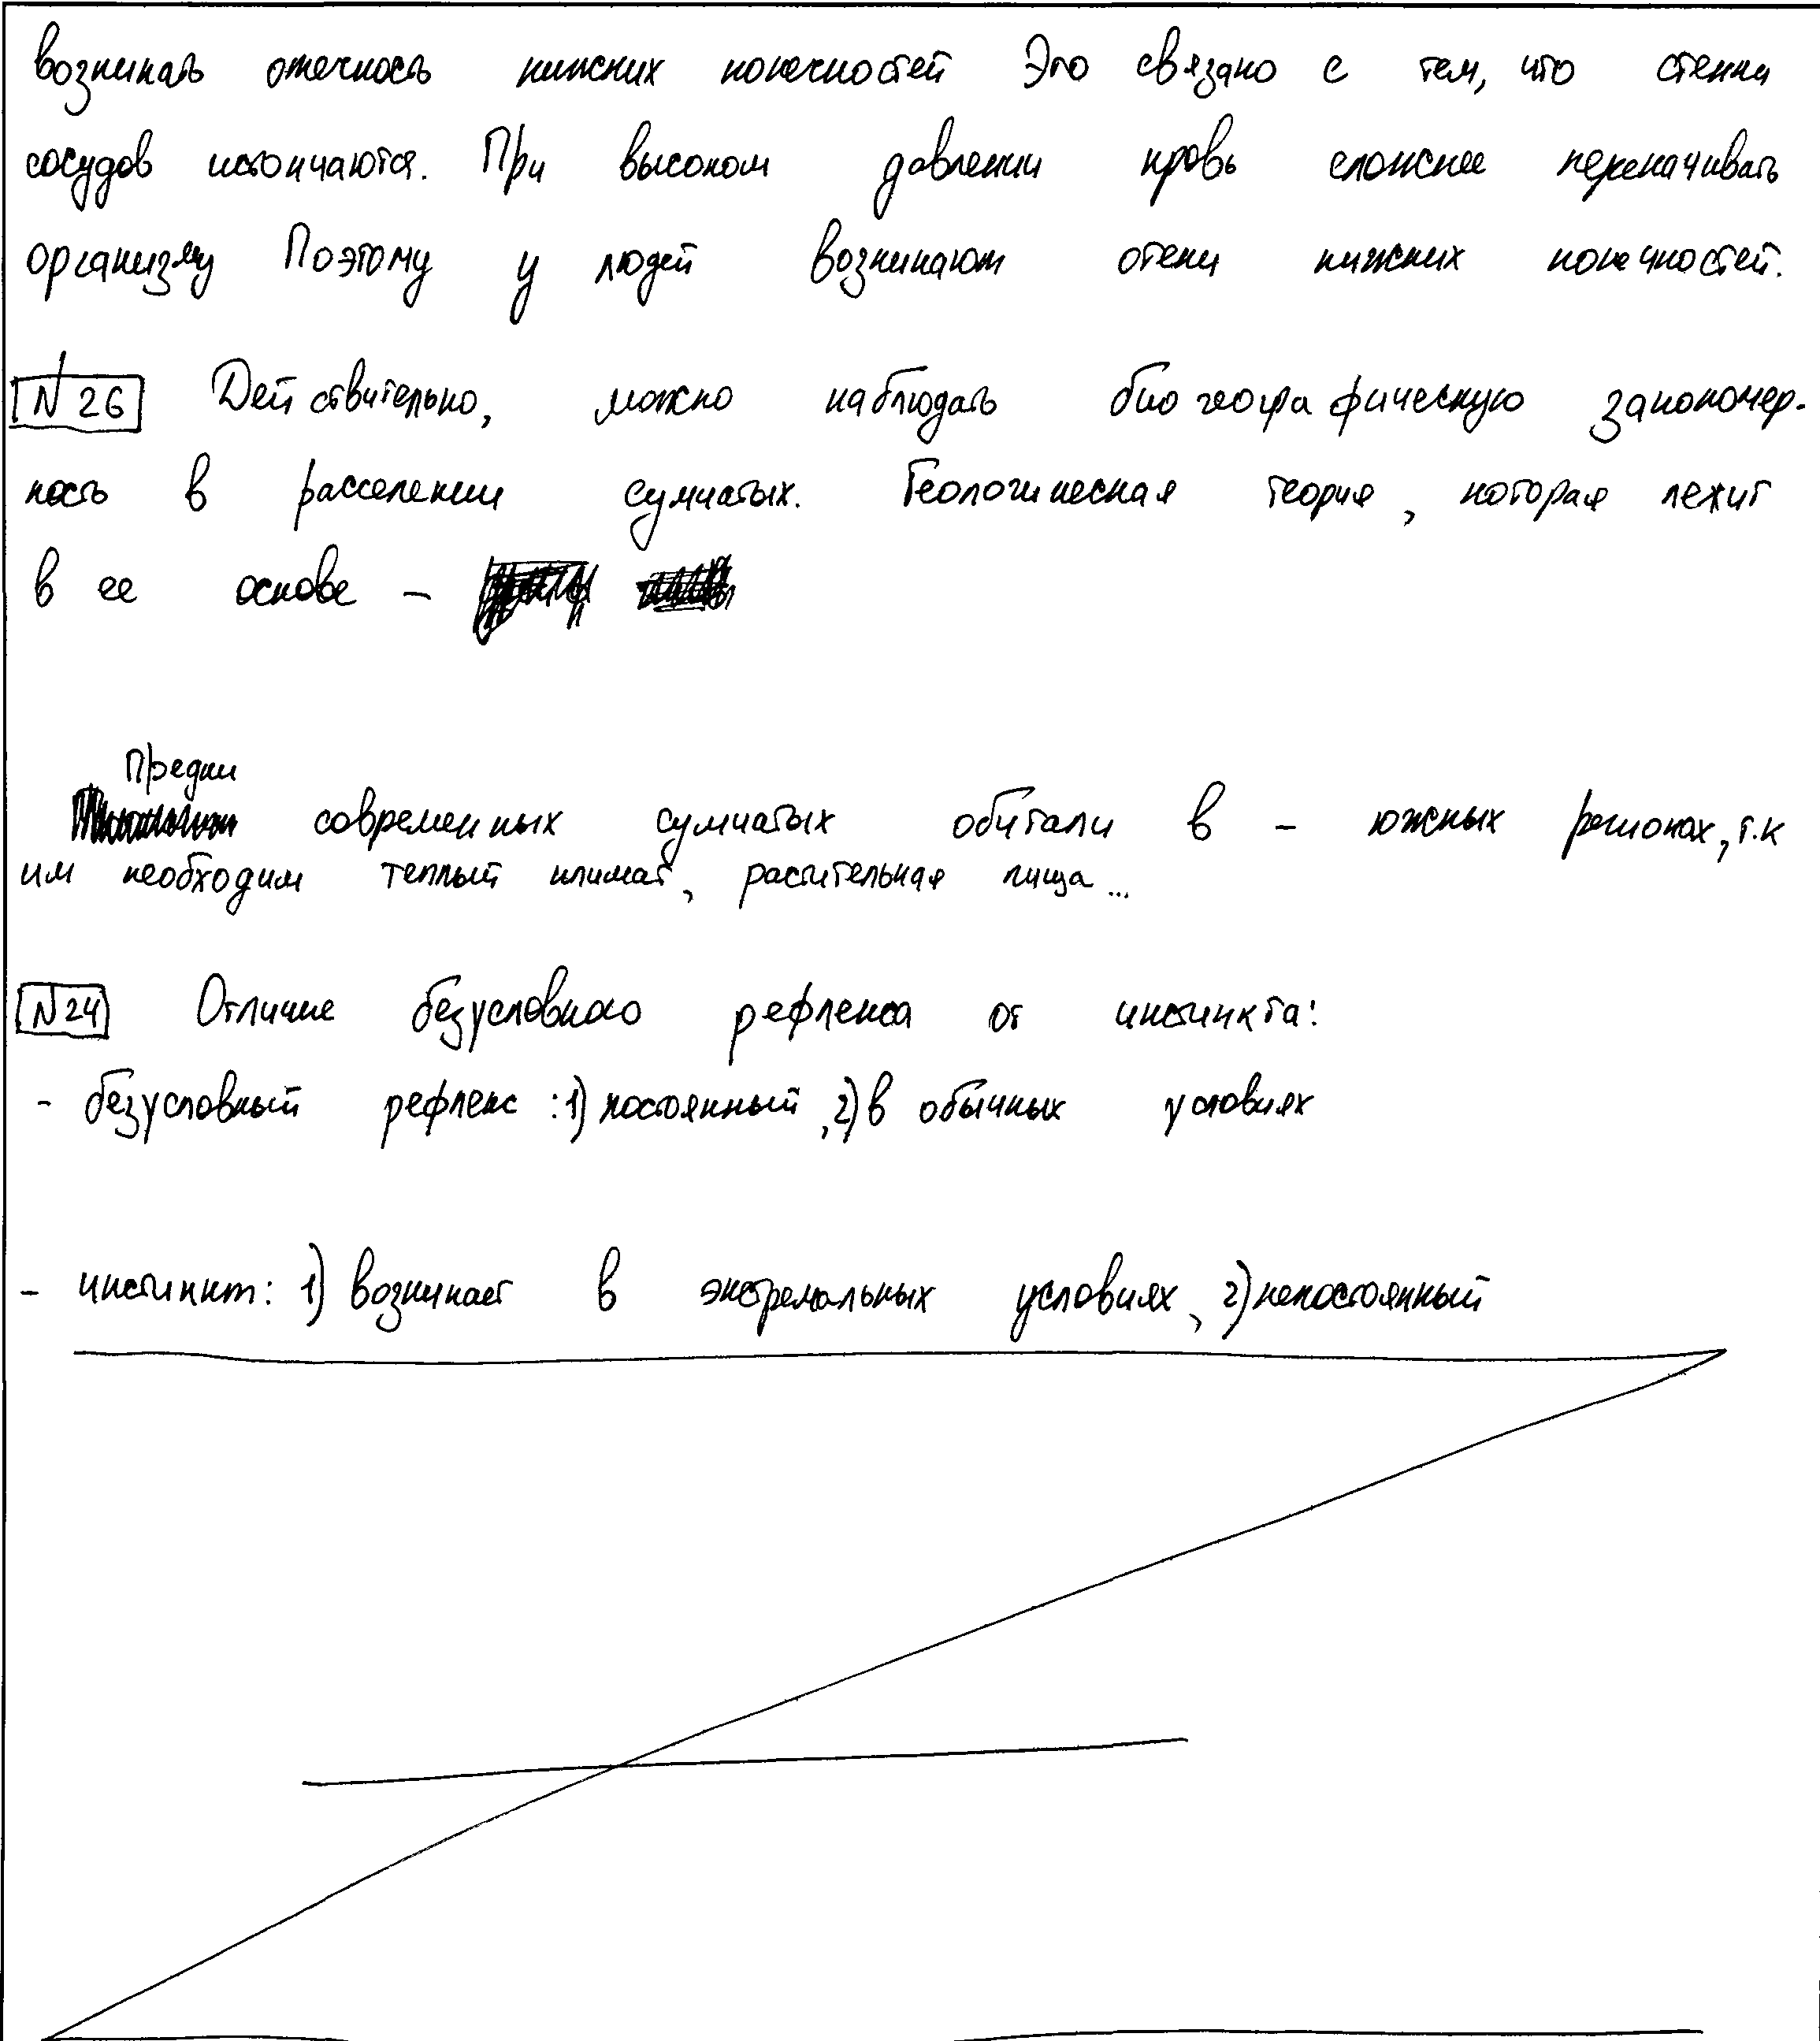 возникать отечность нижних конечностей Это связано с тем, что стенки
сосудов истончаются. При высоком давлении кровь сложнее перекачивать
организму Поэтому у людей возникают отеки нижних конечностей.
N 26 Действительно, можно наблюдать биогеографическую закономер-
ность в расселении сумчатых. Геологическая теория, которая лежит
в ее основе -
Предки
современных сумчатых обитали в - южных регионах, т.к
им необходим теплый климат, растительная пища...
N 24 Отличие безусловного рефлекса от инстинкта:
- безусловный рефлекс: 1) постоянный, 2) в обычных условиях
- инстинкт: 1) возникает в экстремальных условиях, 2) непостоянный